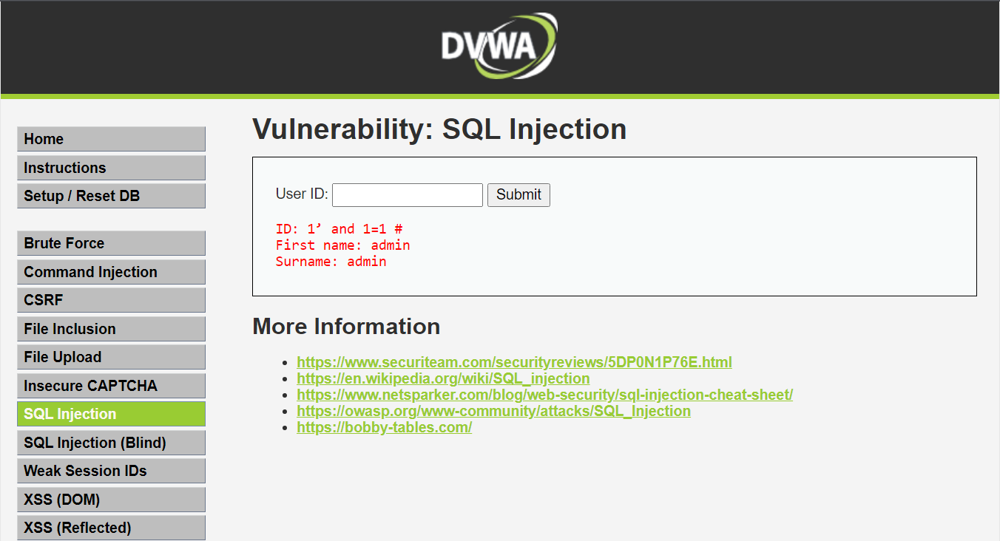 DVWA
Home
Instructions
Setup / Reset DB
Brute Force
Command Injection
CSRF
File Inclusion
File Upload
Insecure CAPTCHA
SQL Injection
SQL Injection (Blind)
Weak Session IDs
XSS (DOM)
XSS (Reflected)
Vulnerability: SQL Injection
User ID: Submit
ID: 1’ and 1=1 #
First name: admin
Surname: admin
More Information
https://www.securiteam.com/securityreviews/5DP0N1P76E.html
https://en.wikipedia.org/wiki/SQL_injection
https://www.netsparker.com/blog/web-security/sql-injection-cheat-sheet/
https://owasp.org/www-community/attacks/SQL_Injection
https://bobby-tables.com/